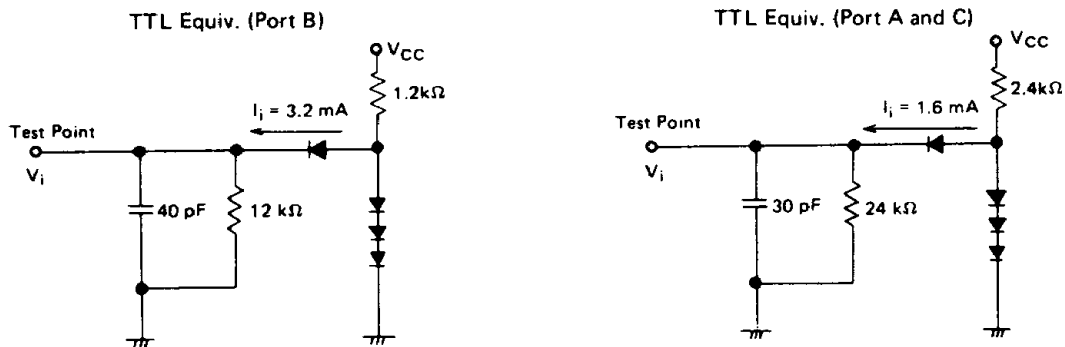 TTL Equiv. (Port B)
VCC
1.2kΩ
Ii = 3.2 mA
Test Point
Vi
40 pF
12 kΩ
TTL Equiv. (Port A and C)
VCC
2.4kΩ
Ii = 1.6 mA
Test Point
Vi
30 pF
24 kΩ